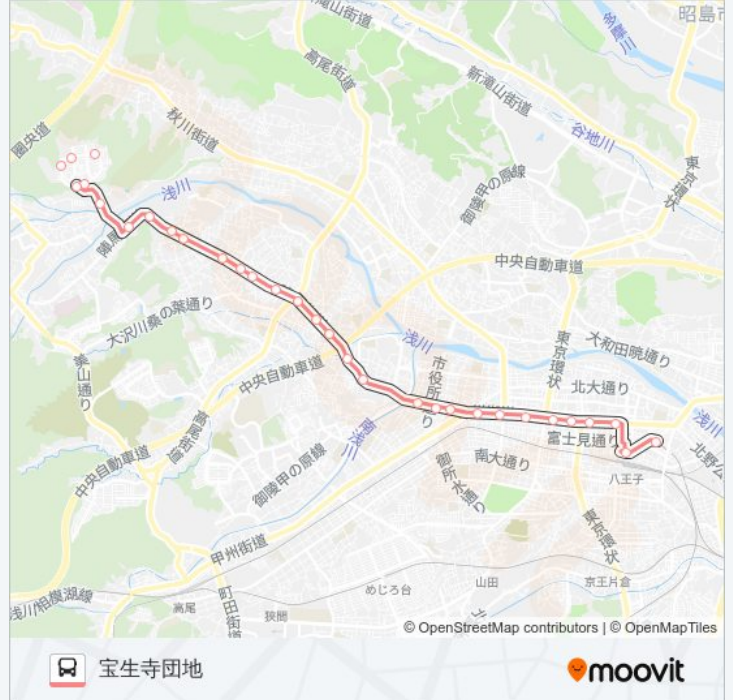 滝山街道
昭島市
多摩川
高尾街道
新滝山街道
圏央道
秋川街道
谷地川
東京環状
浅川
御陵甲の原線
陣馬
中央自動車道
大沢川桑の葉通り
浅川
東京環状
大和田暁通り
美山通り
中央自動車道
市役所
り
北大通り
高尾街道
南浅川
富士見通り
浅川
中央自動車道
御陵甲の原線
御所水通り
南大通り
八王子
北野公
東京環状
甲州街道
浅川相模湖線
町田街道
めじろ台
山田
京王片倉
高尾
狭間
北
© OpenStreetMap contributors | © OpenMapTiles
宝生寺団地
moovit